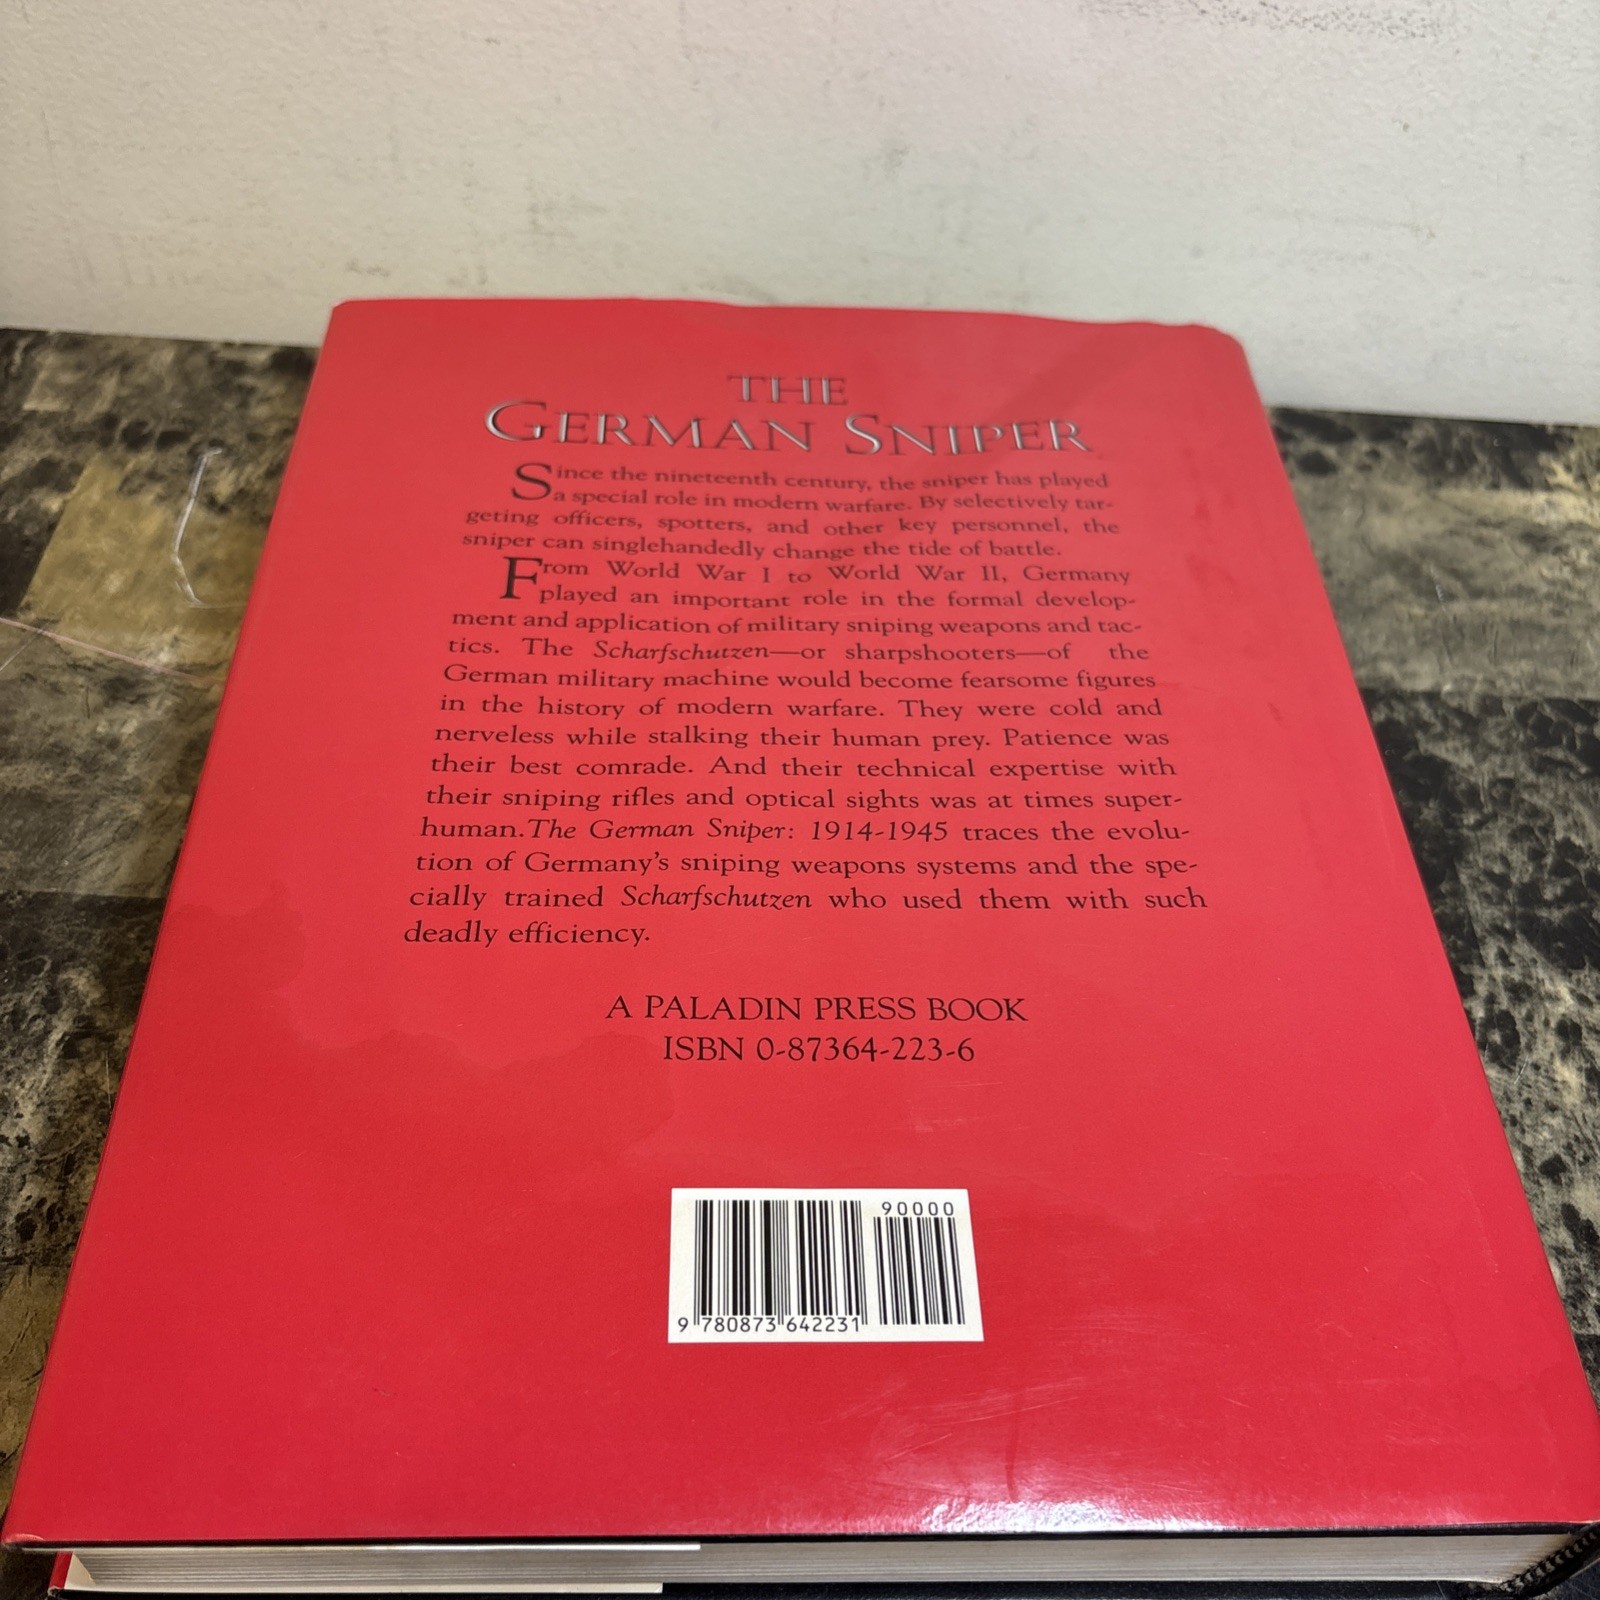 THE
GERMAN SNIPER
Since the nineteenth century, the sniper has played
a special role in modern warfare. By selectively tar-
geting officers, spotters, and other key personnel, the
sniper can singlehandedly change the tide of battle.
From World War I to World War II, Germany
played an important role in the formal develop-
ment and application of military sniping weapons and tac-
tics. The Scharfschutzen—or sharpshooters—of the
German military machine would become fearsome figures
in the history of modern warfare. They were cold and
nerveless while stalking their human prey. Patience was
their best comrade. And their technical expertise with
their sniping rifles and optical sights was at times super-
human. The German Sniper: 1914-1945 traces the evolu-
tion of Germany's sniping weapons systems and the spe-
cially trained Scharfschutzen who used them with such
deadly efficiency.
A PALADIN PRESS BOOK
ISBN 0-87364-223-6
90000
9 780873 642231